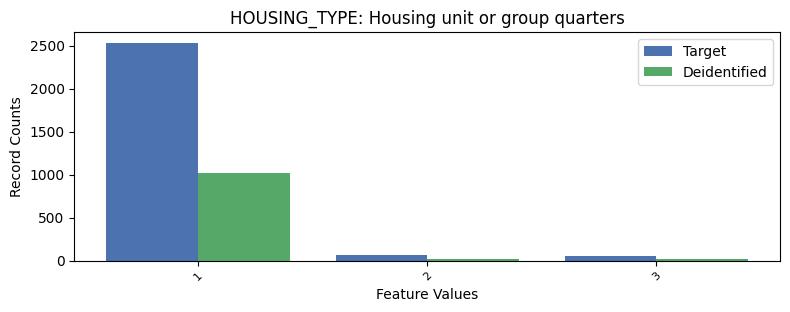 HOUSING_TYPE: Housing unit or group quarters
Target
Deidentified
Record Counts
2500
2000
1500
1000
500
0
1
2
3
Feature Values